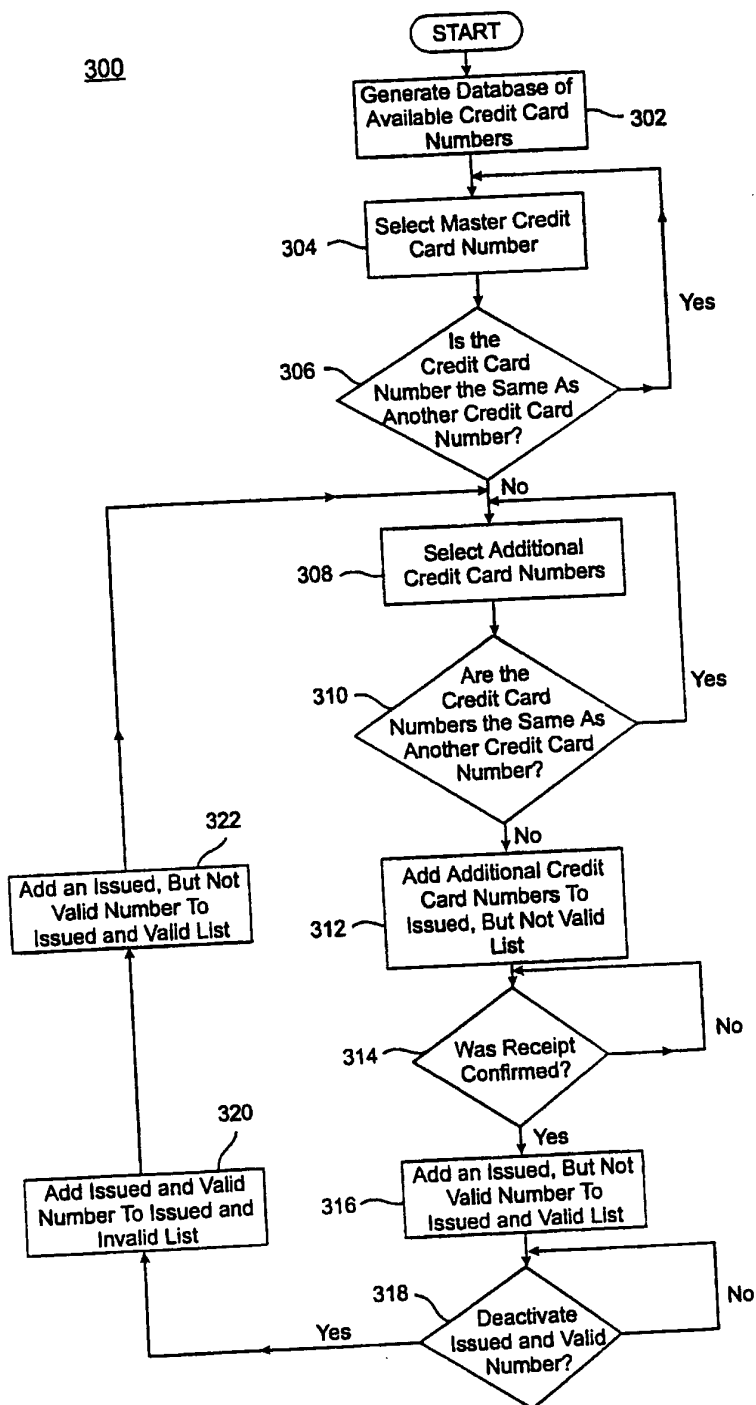 START
300
Generate Database of
Available Credit Card
Numbers
302
Select Master Credit
Card Number
304
Yes
Is the
Credit Card
Number the Same As
Another Credit Card
Number?
306
No
Select Additional
Credit Card Numbers
308
Are the
Credit Card
Numbers the Same As
Another Credit Card
Number?
310
Yes
No
322
Add an Issued, But Not
Valid Number To
Issued and Valid List
Add Additional Credit
Card Numbers To
Issued, But Not Valid
List
312
Was Receipt
Confirmed?
314
No
Yes
320
Add Issued and Valid
Number To Issued and
Invalid List
Add an Issued, But Not
Valid Number To
Issued and Valid List
316
Deactivate
Issued and Valid
Number?
318
No
Yes